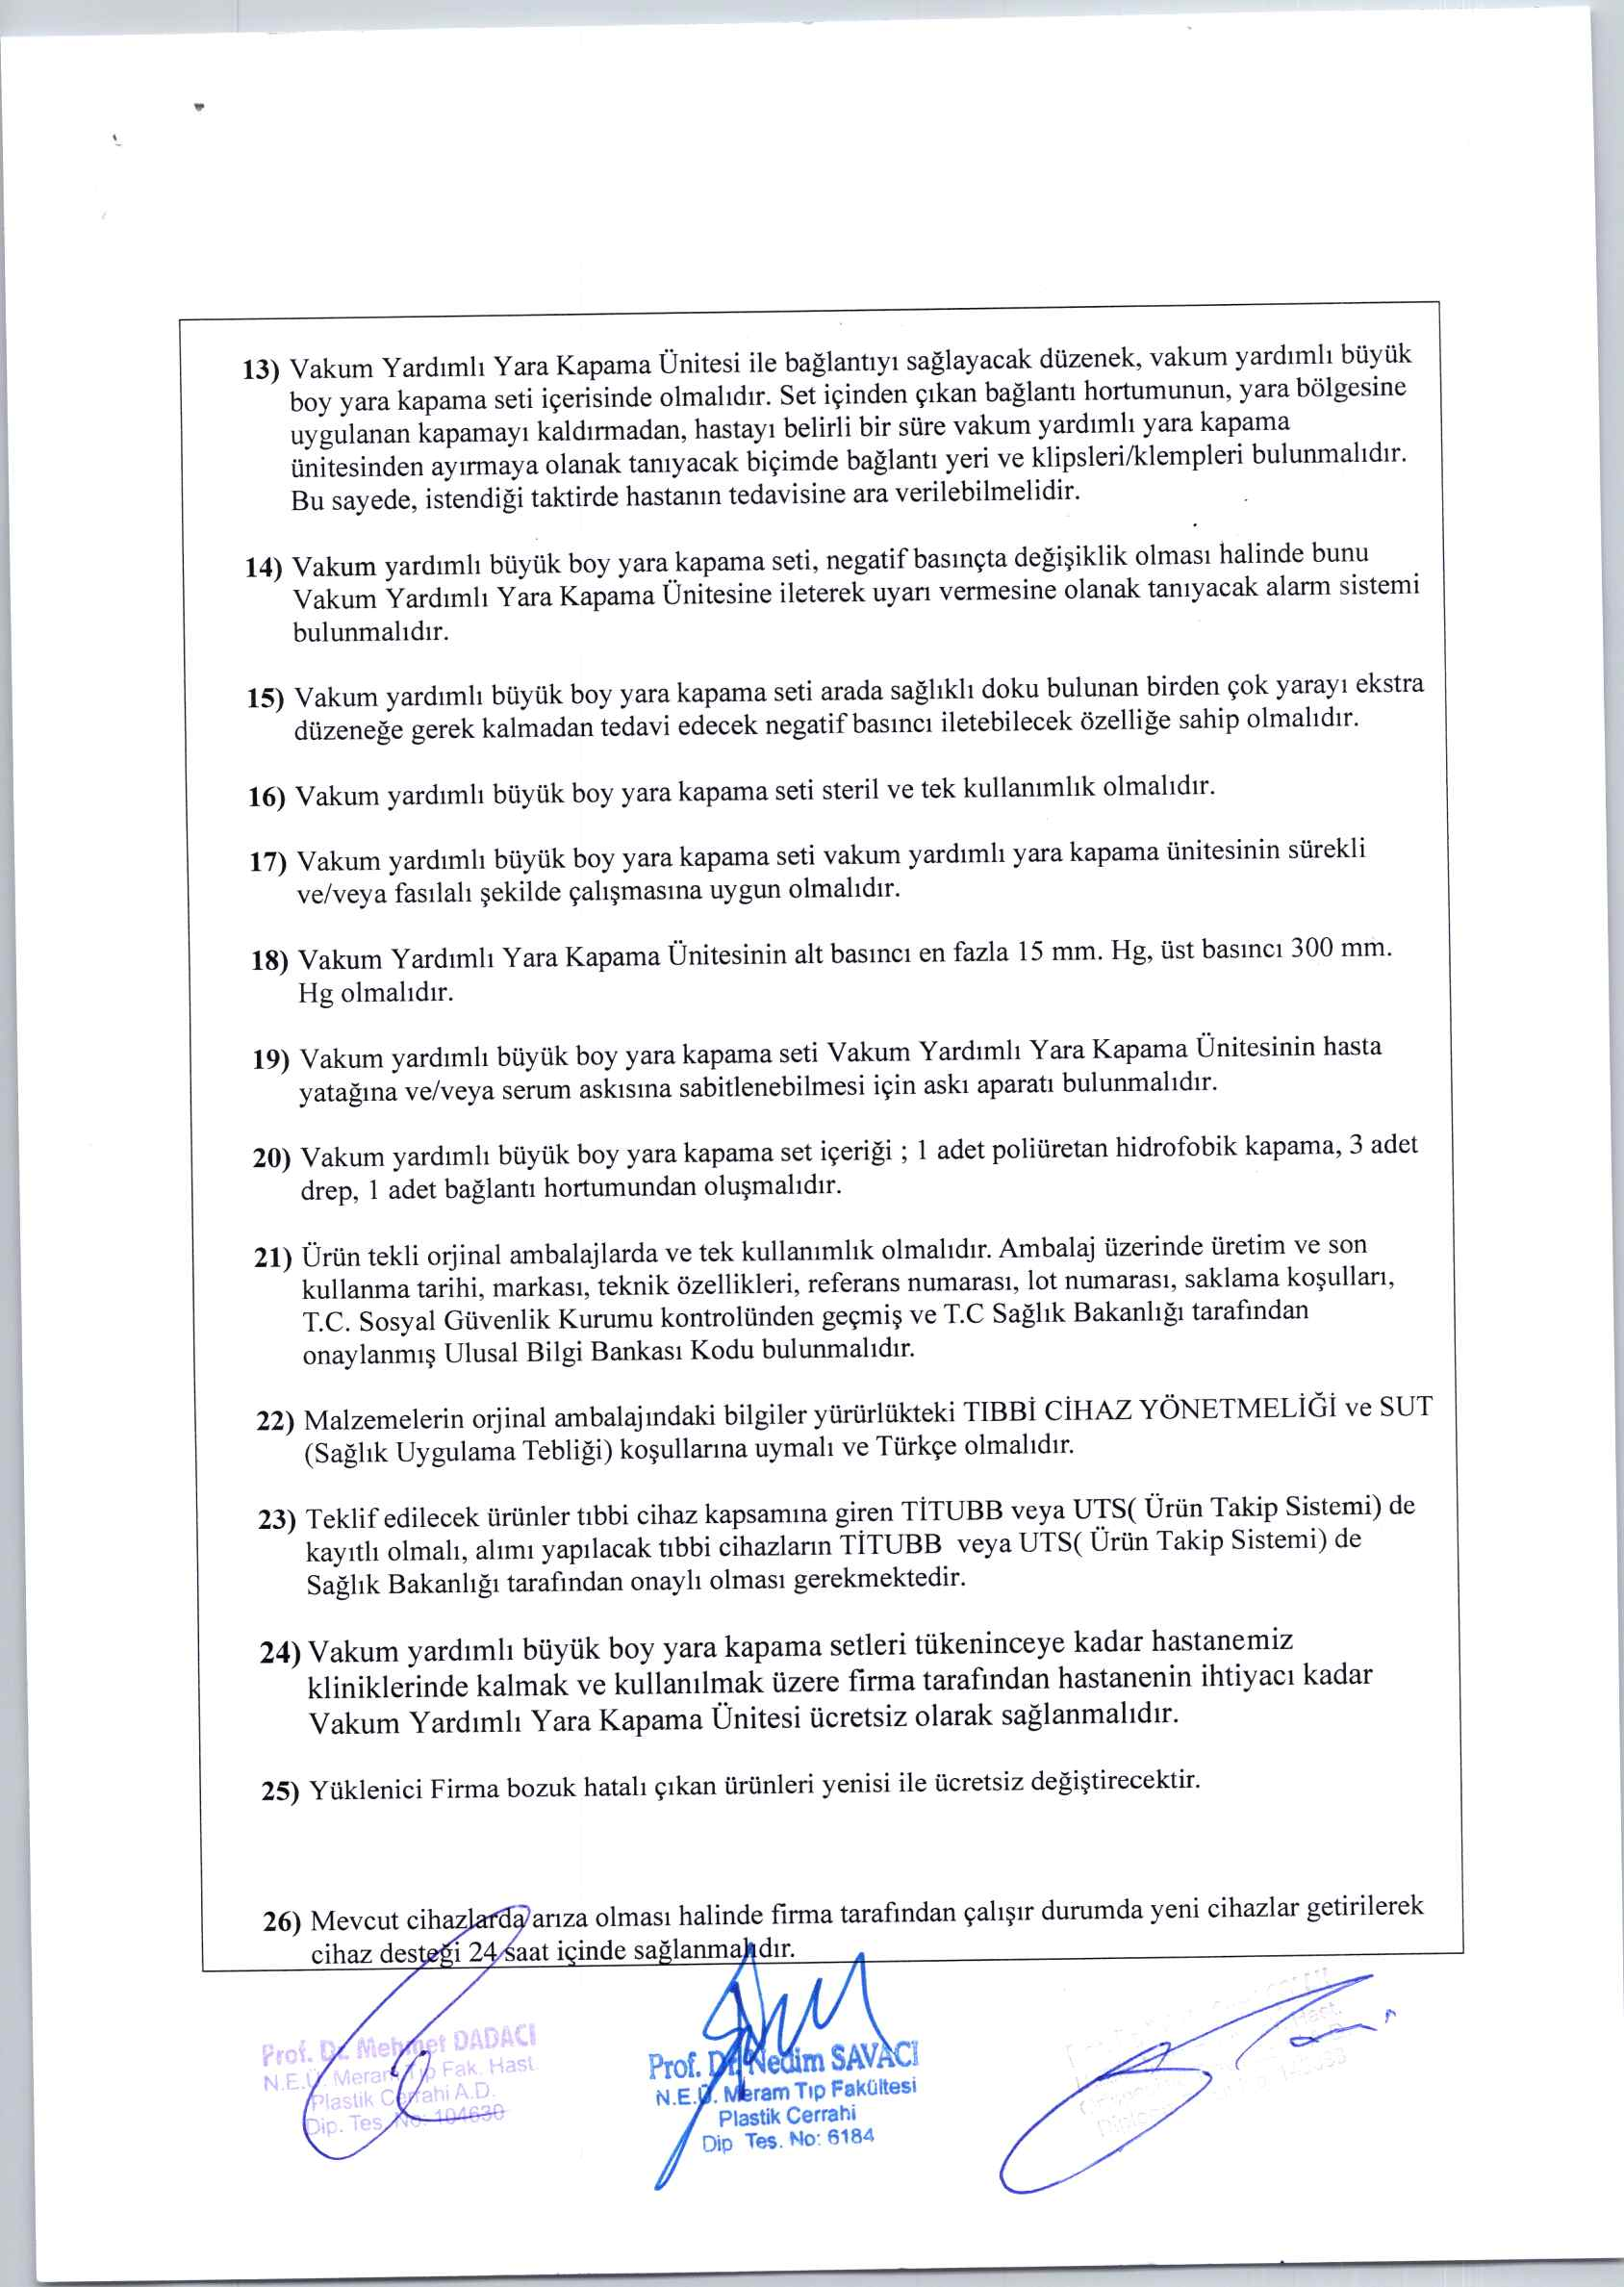 13) Vakum Yardımlı Yara Kapama Ünitesi ile bağlantıyı sağlayacak düzenek, vakum yardımlı büyük
boy yara kapama seti içerisinde olmalıdır. Set içinden çıkan bağlantı hortumunun, yara bölgesine
uygulanan kapamayı kaldırmadan, hastayı belirli bir süre vakum yardımlı yara kapama
ünitesinden ayırmaya olanak tanıyacak biçimde bağlantı yeri ve klipsleri/klempleri bulunmalıdır.
Bu sayede, istendiği taktirde hastanın tedavisine ara verilebilmelidir.
14) Vakum yardımlı büyük boy yara kapama seti, negatif basınçta değişiklik olması halinde bunu
Vakum Yardımlı Yara Kapama Ünitesine ileterek uyarı vermesine olanak tanıyacak alarm sistemi
bulunmalıdır.
15) Vakum yardımlı büyük boy yara kapama seti arada sağlıklı doku bulunan birden çok yarayı ekstra
düzeneğe gerek kalmadan tedavi edecek negatif basıncı iletebilecek özelliğe sahip olmalıdır.
16) Vakum yardımlı büyük boy yara kapama seti steril ve tek kullanımlık olmalıdır.
17) Vakum yardımlı büyük boy yara kapama seti vakum yardımlı yara kapama ünitesinin sürekli
ve/veya fasılalı şekilde çalışmasına uygun olmalıdır.
18) Vakum Yardımlı Yara Kapama Ünitesinin alt basıncı en fazla 15 mm. Hg, üst basıncı 300 mm.
Hg olmalıdır.
19) Vakum yardımlı büyük boy yara kapama seti Vakum Yardımlı Yara Kapama Ünitesinin hasta
yatağına ve/veya serum askısına sabitlenebilmesi için askı aparatı bulunmalıdır.
20) Vakum yardımlı büyük boy yara kapama set içeriği ; 1 adet poliüretan hidrofobik kapama, 3 adet
drep, 1 adet bağlantı hortumundan oluşmalıdır.
21) Ürün tekli orjinal ambalajlarda ve tek kullanımlık olmalıdır. Ambalaj üzerinde üretim ve son
kullanma tarihi, markası, teknik özellikleri, referans numarası, lot numarası, saklama koşulları,
T.C. Sosyal Güvenlik Kurumu kontrolünden geçmiş ve T.C Sağlık Bakanlığı tarafından
onaylanmış Ulusal Bilgi Bankası Kodu bulunmalıdır.
22) Malzemelerin orjinal ambalajındaki bilgiler yürürlükteki TIBBİ CİHAZ YÖNETMELİĞİ ve SUT
(Sağlık Uygulama Tebliği) koşullarına uymalı ve Türkçe olmalıdır.
23) Teklif edilecek ürünler tıbbi cihaz kapsamına giren TİTUBB veya UTS( Ürün Takip Sistemi) de
kayıtlı olmalı, alımı yapılacak tıbbi cihazların TİTUBB veya UTS( Ürün Takip Sistemi) de
Sağlık Bakanlığı tarafından onaylı olması gerekmektedir.
24) Vakum yardımlı büyük boy yara kapama setleri tükeninceye kadar hastanemiz
kliniklerinde kalmak ve kullanılmak üzere firma tarafından hastanenin ihtiyacı kadar
Vakum Yardımlı Yara Kapama Ünitesi ücretsiz olarak sağlanmalıdır.
25) Yüklenici Firma bozuk hatalı çıkan ürünleri yenisi ile ücretsiz değiştirecektir.
26) Mevcut cihazlarda arıza olması halinde firma tarafından çalışır durumda yeni cihazlar getirilerek
cihaz desteği 24 saat içinde sağlanmalıdır.
Prof. Dr. Mehmet DADACI
N.E.Ü. Meram Tıp Fak. Hast.
Plastik Cerrahi A.D.
Dip. Tes. No: 104630
Prof. Dr. Nedim SAVACI
N.E.Ü. Meram Tıp Fakültesi
Plastik Cerrahi
Dip Tes. No: 6184